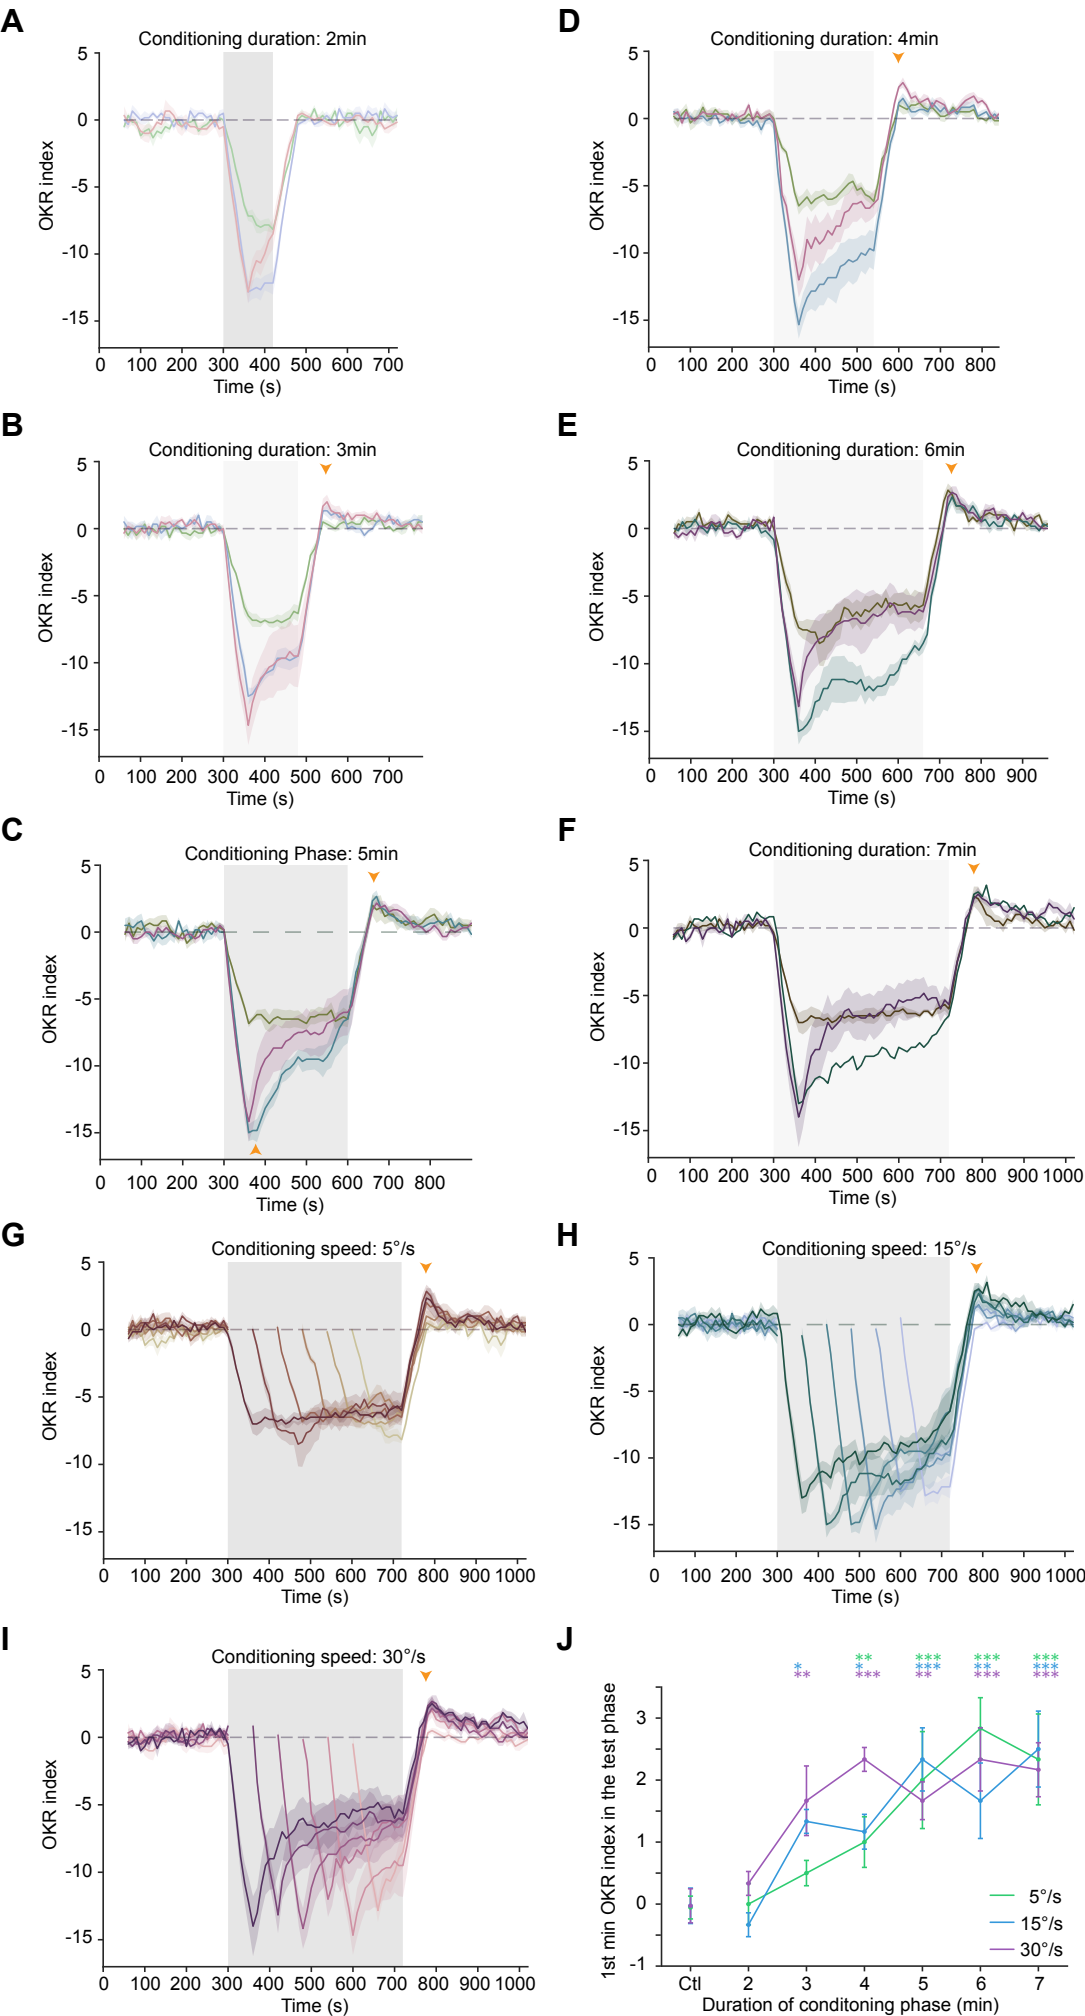 A
Conditioning duration: 2min
5
0
-5
-10
-15
OKR index
0 100 200 300 400 500 600 700
Time (s)
D
Conditioning duration: 4min
5
0
-5
-10
-15
OKR index
0 100 200 300 400 500 600 700 800
Time (s)
B
Conditioning duration: 3min
5
0
-5
-10
-15
OKR index
0 100 200 300 400 500 600 700
Time (s)
E
Conditioning duration: 6min
5
0
-5
-10
-15
OKR index
0 100 200 300 400 500 600 700 800 900
Time (s)
C
Conditioning Phase: 5min
5
0
-5
-10
-15
OKR index
0 100 200 300 400 500 600 700 800
Time (s)
F
Conditioning duration: 7min
5
0
-5
-10
-15
OKR index
0 100 200 300 400 500 600 700 800 900 1000
Time (s)
G
Conditioning speed: 5°/s
5
0
-5
-10
-15
OKR index
0 100 200 300 400 500 600 700 800 900 1000
Time (s)
H
Conditioning speed: 15°/s
5
0
-5
-10
-15
OKR index
0 100 200 300 400 500 600 700 800 900 1000
Time (s)
I
Conditioning speed: 30°/s
5
0
-5
-10
-15
OKR index
0 100 200 300 400 500 600 700 800 900 1000
Time (s)
J
** *** *** ***
* * *** ** ***
** *** ** *** ***
3
2
1
0
-1
1st min OKR index in the test phase
5°/s
15°/s
30°/s
Ctl 2 3 4 5 6 7
Duration of conditoning phase (min)